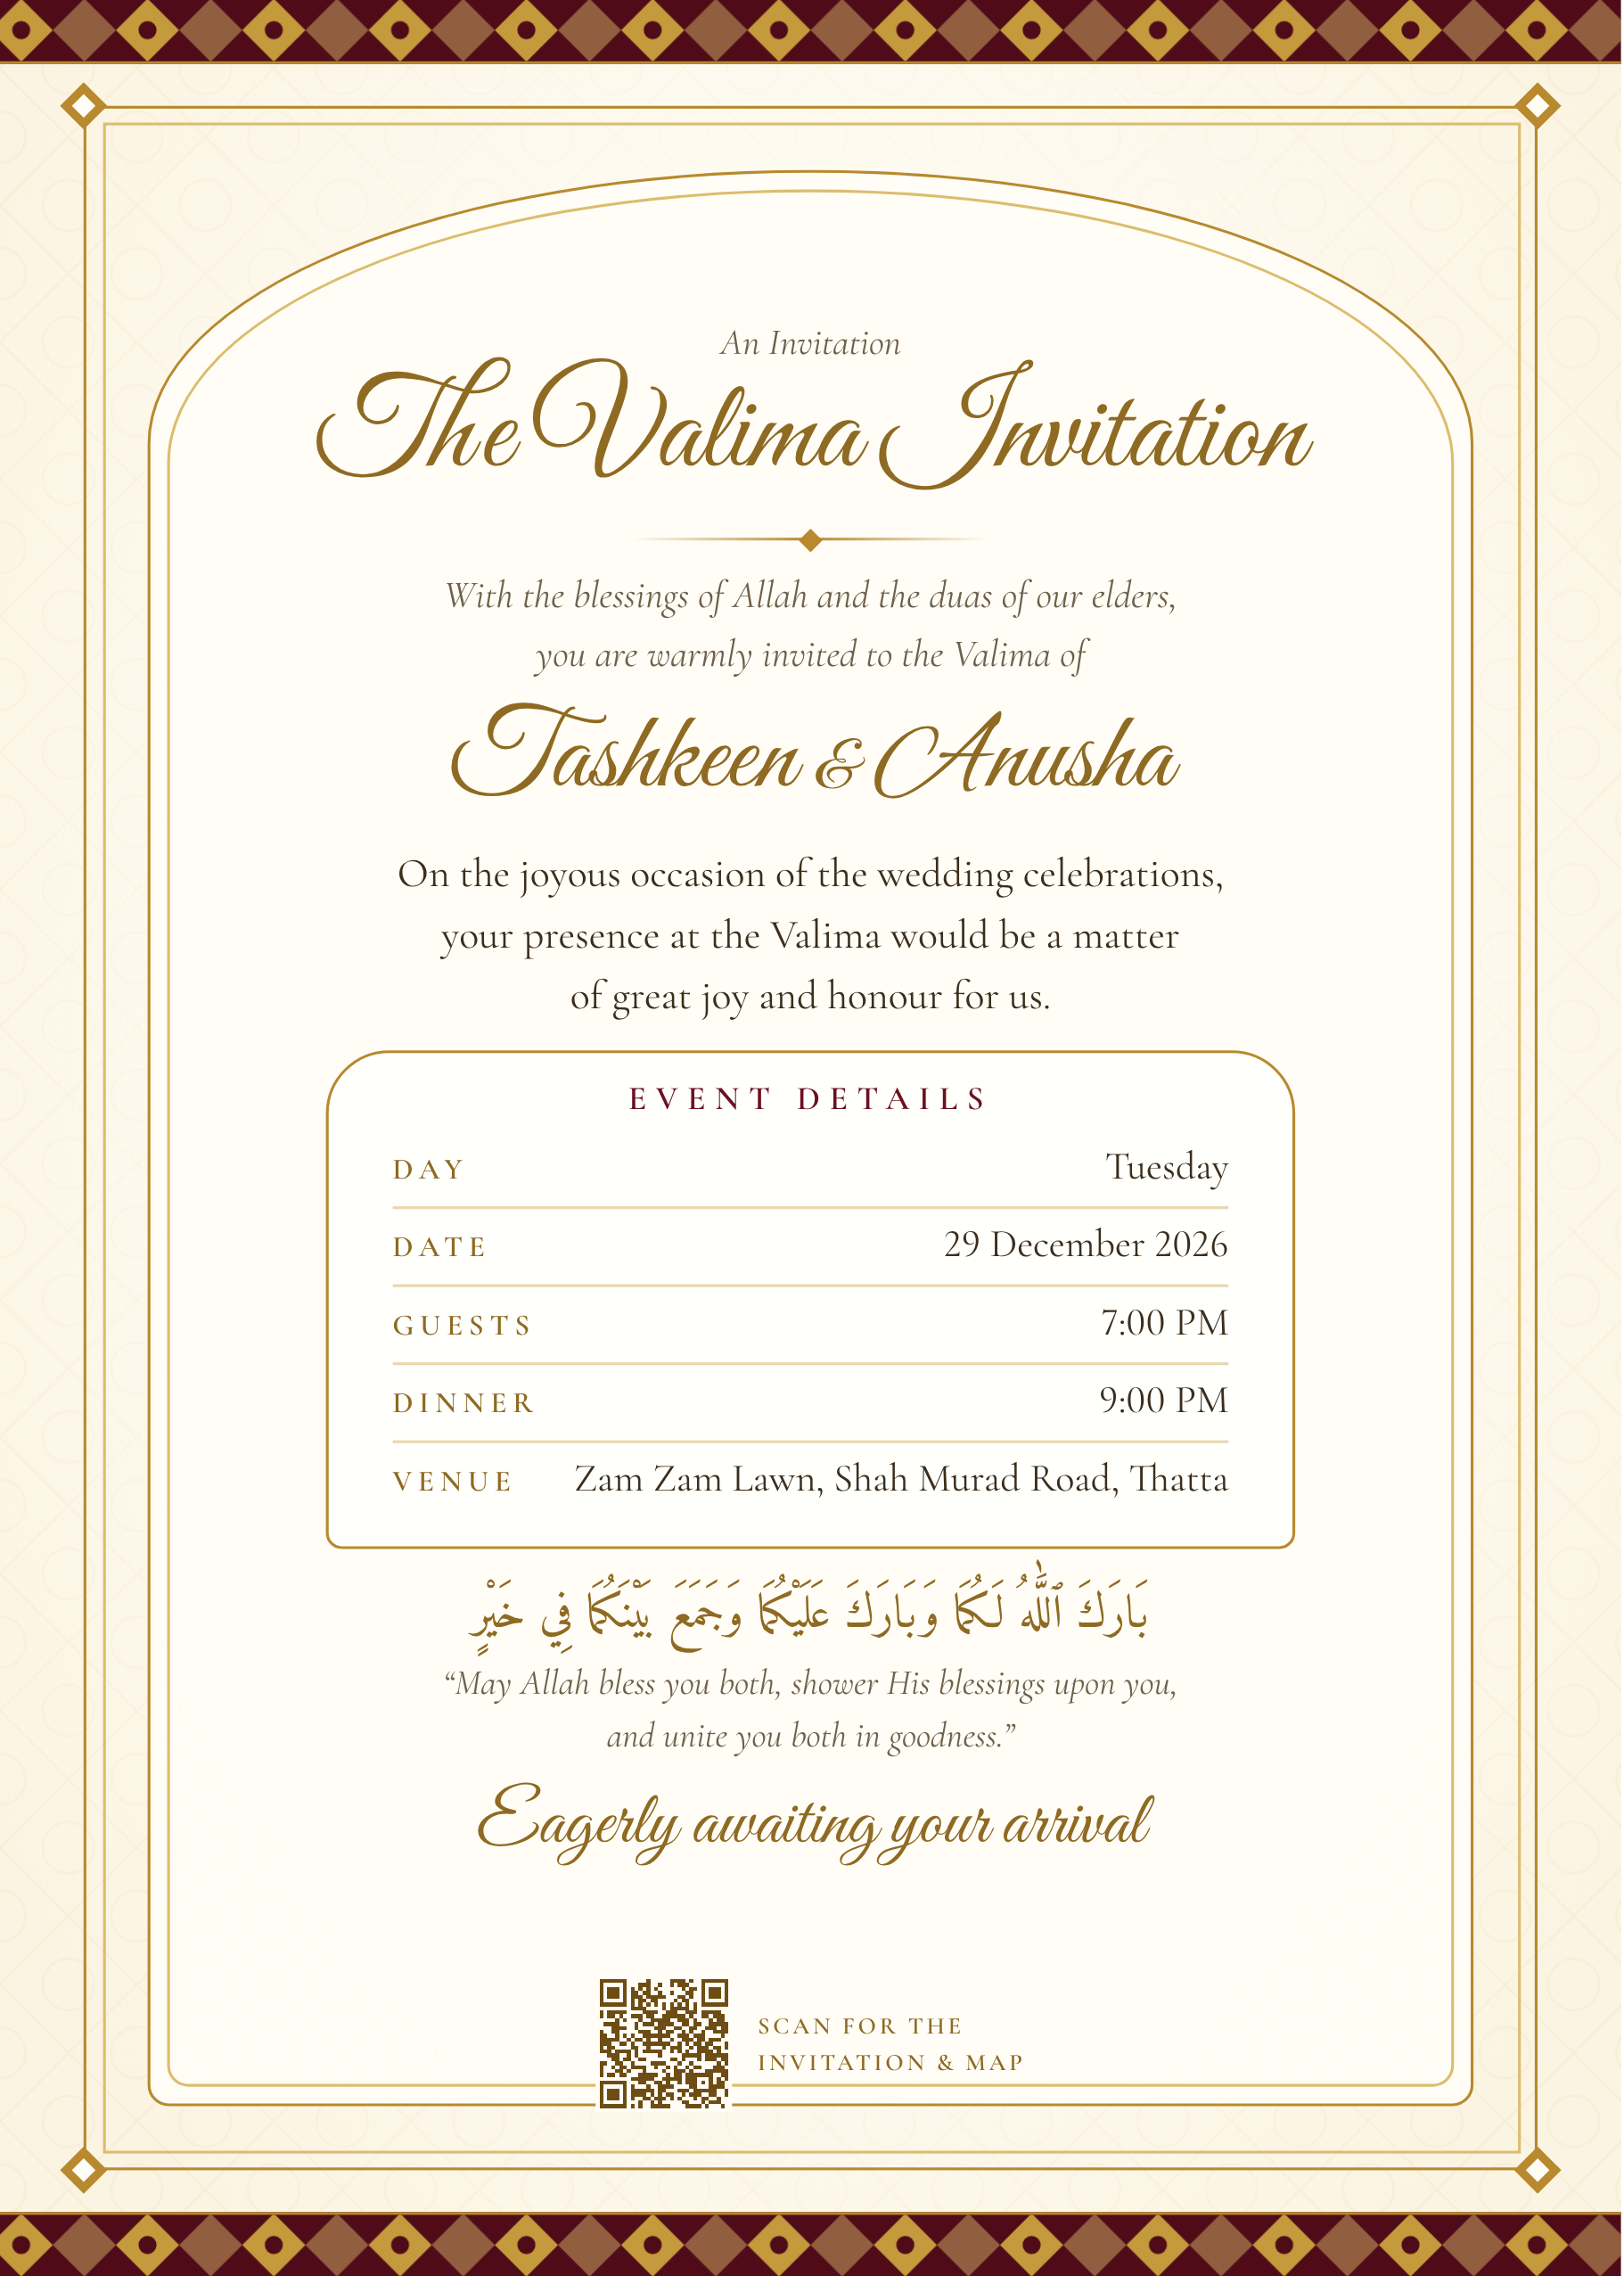 An Invitation
The Valima Invitation
With the blessings of Allah and the duas of our elders,
you are warmly invited to the Valima of
Tashkeen & Anusha
On the joyous occasion of the wedding celebrations,
your presence at the Valima would be a matter
of great joy and honour for us.
EVENT DETAILS
DAY Tuesday
DATE 29 December 2026
GUESTS 7:00 PM
DINNER 9:00 PM
VENUE Zam Zam Lawn, Shah Murad Road, Thatta
بَارَكَ ٱللَّهُ لَكُمَا وَبَارَكَ عَلَيْكُمَا وَجَمَعَ بَيْنَكُمَا فِي خَيْرٍ
“May Allah bless you both, shower His blessings upon you,
and unite you both in goodness.”
Eagerly awaiting your arrival
SCAN FOR THE
INVITATION & MAP